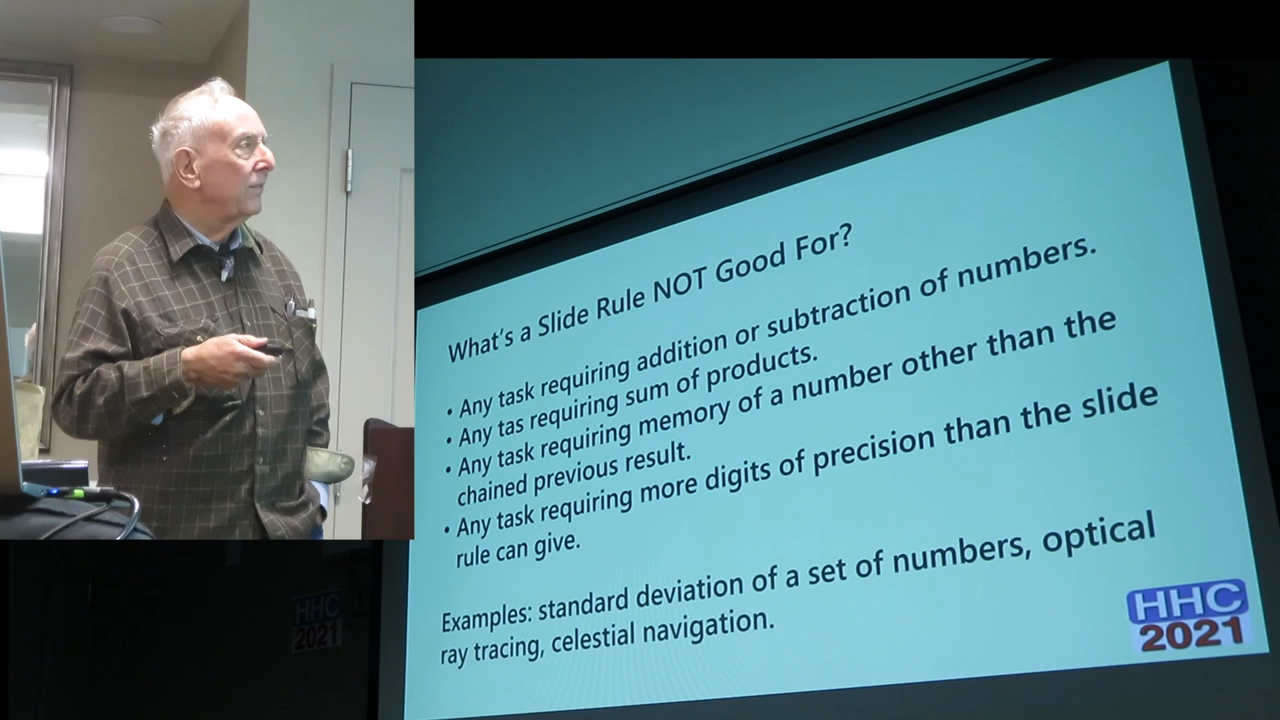 What's a Slide Rule NOT Good For?
• Any task requiring addition or subtraction of numbers.
• Any tas requiring sum of products.
• Any task requiring memory of a number other than the
chained previous result.
• Any task requiring more digits of precision than the slide
rule can give.
Examples: standard deviation of a set of numbers, optical
ray tracing, celestial navigation.
HHC
2021
HHC
2021